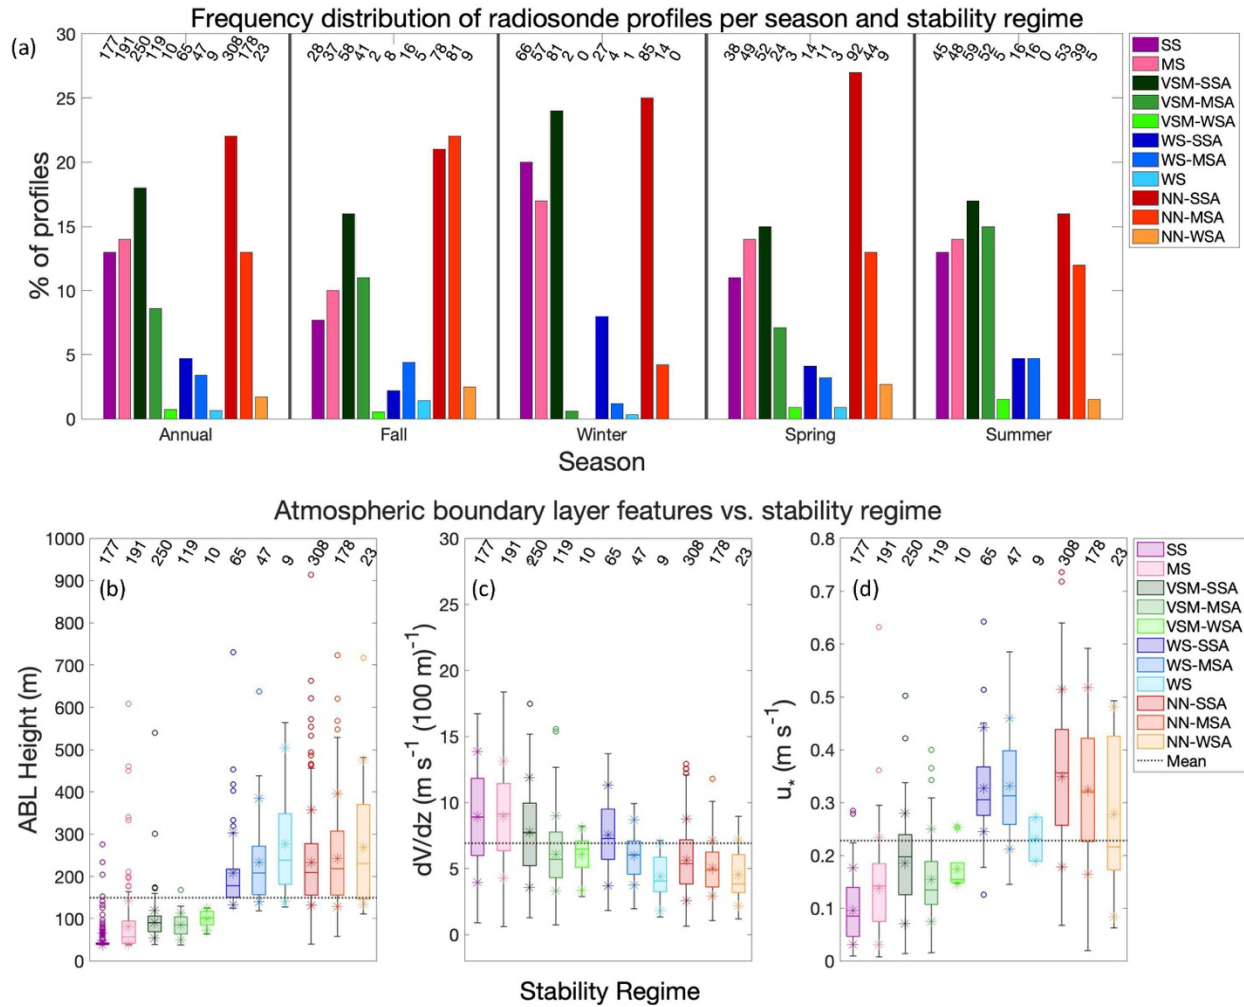 Frequency distribution of radiosonde profiles per season and stability regime
(a)
177 191 250 119 10 65 47 9 308 178 23
28 37 58 41 2 8 16 5 78 81 9
66 57 81 2 0 27 4 1 85 14 0
38 49 52 24 3 14 11 3 92 44 9
45 48 59 52 5 16 16 0 53 39 5
30
25
20
15
10
5
0
% of profiles
Annual Fall Winter Spring Summer
Season
SS
MS
VSM-SSA
VSM-MSA
VSM-WSA
WS-SSA
WS-MSA
WS
NN-SSA
NN-MSA
NN-WSA
Atmospheric boundary layer features vs. stability regime
177 191 250 119 10 65 47 9 308 178 23
(b)
1000
900
800
700
600
500
400
300
200
100
0
ABL Height (m)
177 191 250 119 10 65 47 9 308 178 23
(c)
30
25
20
15
10
5
0
dV/dz (m s⁻¹ (100 m)⁻¹
Stability Regime
177 191 250 119 10 65 47 9 308 178 23
(d)
0.8
0.7
0.6
0.5
0.4
0.3
0.2
0.1
0
u* (m s⁻¹)
SS
MS
VSM-SSA
VSM-MSA
VSM-WSA
WS-SSA
WS-MSA
WS
NN-SSA
NN-MSA
NN-WSA
Mean